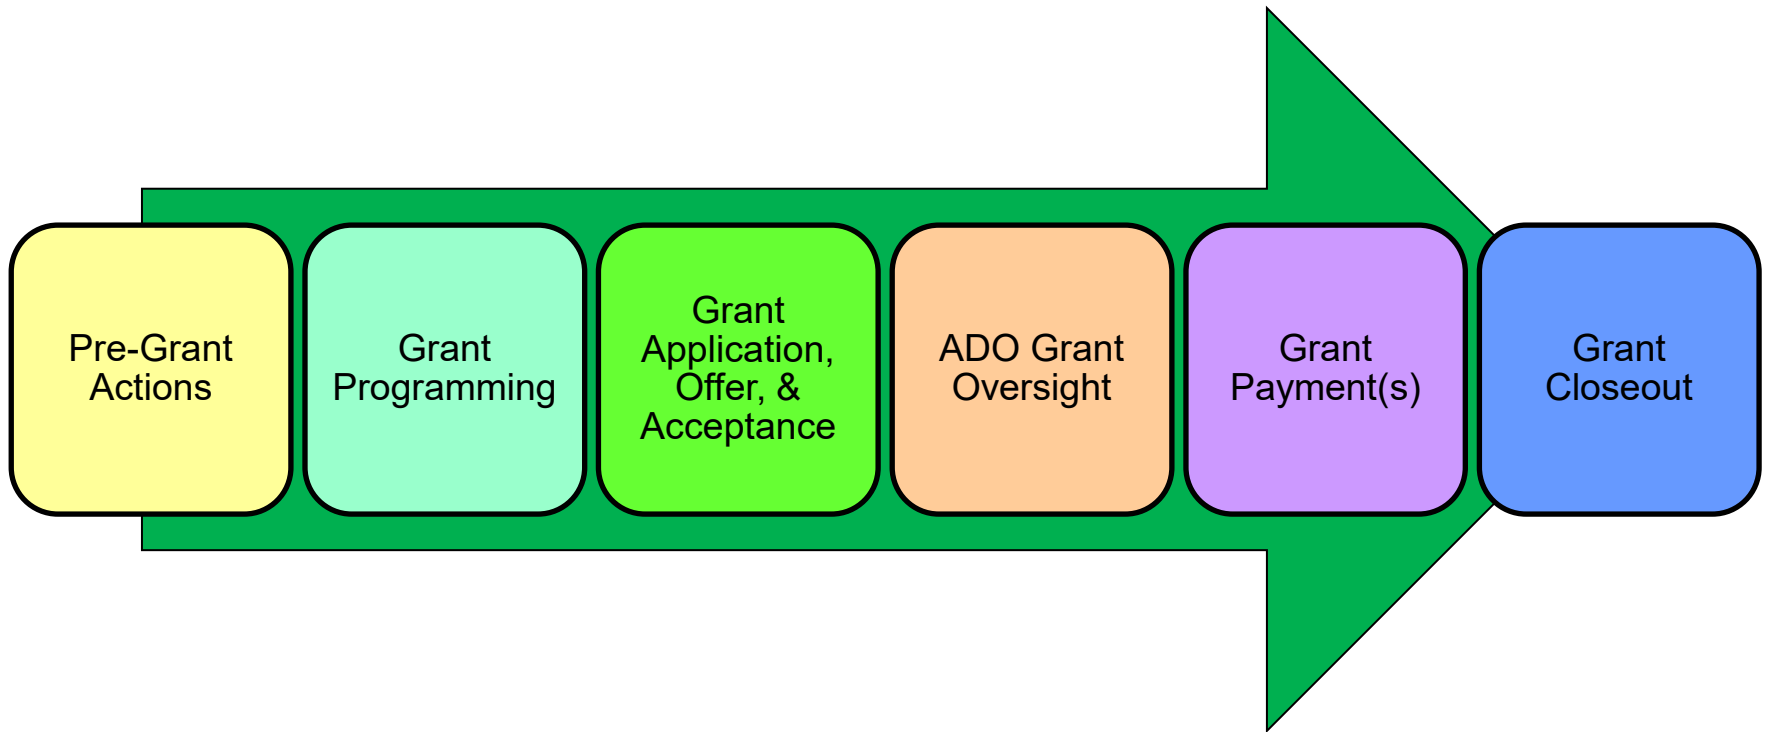 Pre-Grant
Actions
Grant
Programming
Grant
Application,
Offer, &
Acceptance
ADO Grant
Oversight
Grant
Payment(s)
Grant
Closeout